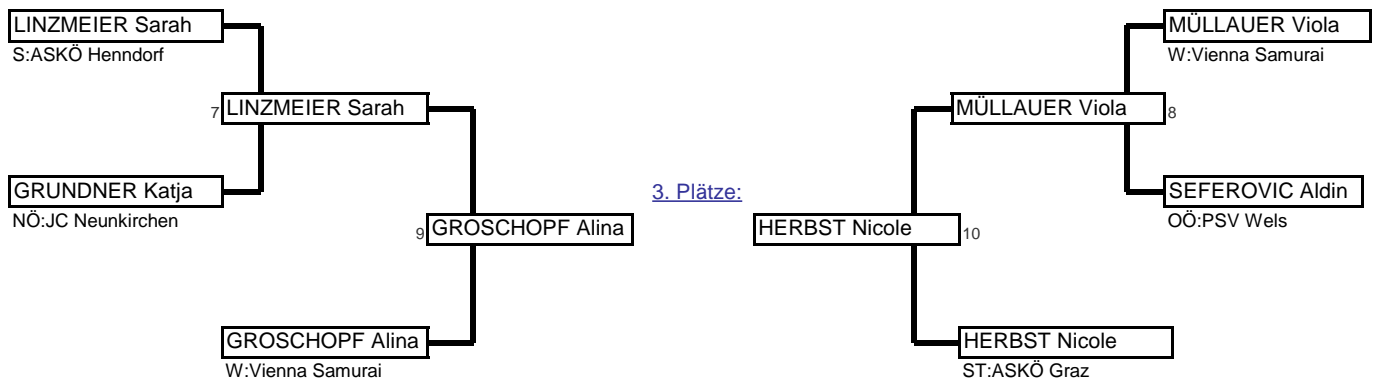 LINZMEIER Sarah
S:ASKÖ Henndorf
MÜLLAUER Viola
W:Vienna Samurai
7 LINZMEIER Sarah
MÜLLAUER Viola 8
GRUNDNER Katja
NÖ:JC Neunkirchen
3. Plätze:
SEFEROVIC Aldin
OÖ:PSV Wels
9 GROSCHOPF Alina
HERBST Nicole 10
GROSCHOPF Alina
W:Vienna Samurai
HERBST Nicole
ST:ASKÖ Graz